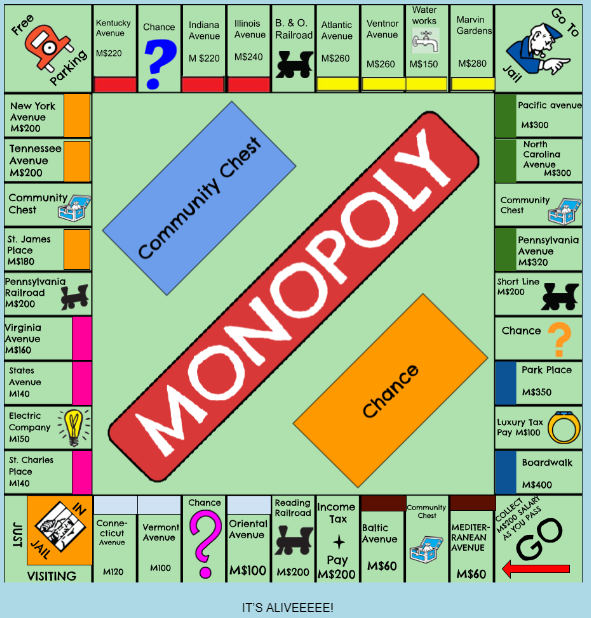 Free
Parking
Kentucky
Avenue
M$220
Chance
?
Indiana
Avenue
M $220
Illinois
Avenue
M$240
B. & O.
Railroad
Atlantic
Avenue
M$260
Ventnor
Avenue
M$260
Water
works
M$150
Marvin
Gardens
M$280
Go To
Jail
New York
Avenue
M$200
Tennessee
Avenue
M$200
Community
Chest
St. James
Place
M$180
Pennsylvania
Railroad
M$200
Virginia
Avenue
M$160
States
Avenue
M140
Electric
Company
M150
St. Charles
Place
M140
Community Chest
MONOPOLY
Chance
Pacific avenue
M$300
North
Carolina
Avenue
M$300
Community
Chest
Pennsylvania
Avenue
M$320
Short Line
M$200
Chance
?
Park Place
M$350
Luxury Tax
Pay M$100
Boardwalk
M$400
JUST
IN
JAIL
VISITING
Conne-
cticut
Avenue
M120
Vermont
Avenue
M100
Chance
?
Oriental
Avenue
M$100
Reading
Railroad
M$200
Income
Tax
Pay
M$200
Baltic
Avenue
M$60
Community
Chest
MEDITER-
RANEAN
AVENUE
M$60
COLLECT
M$200 SALARY
AS YOU PASS
GO
IT'S ALIVEEEEE!